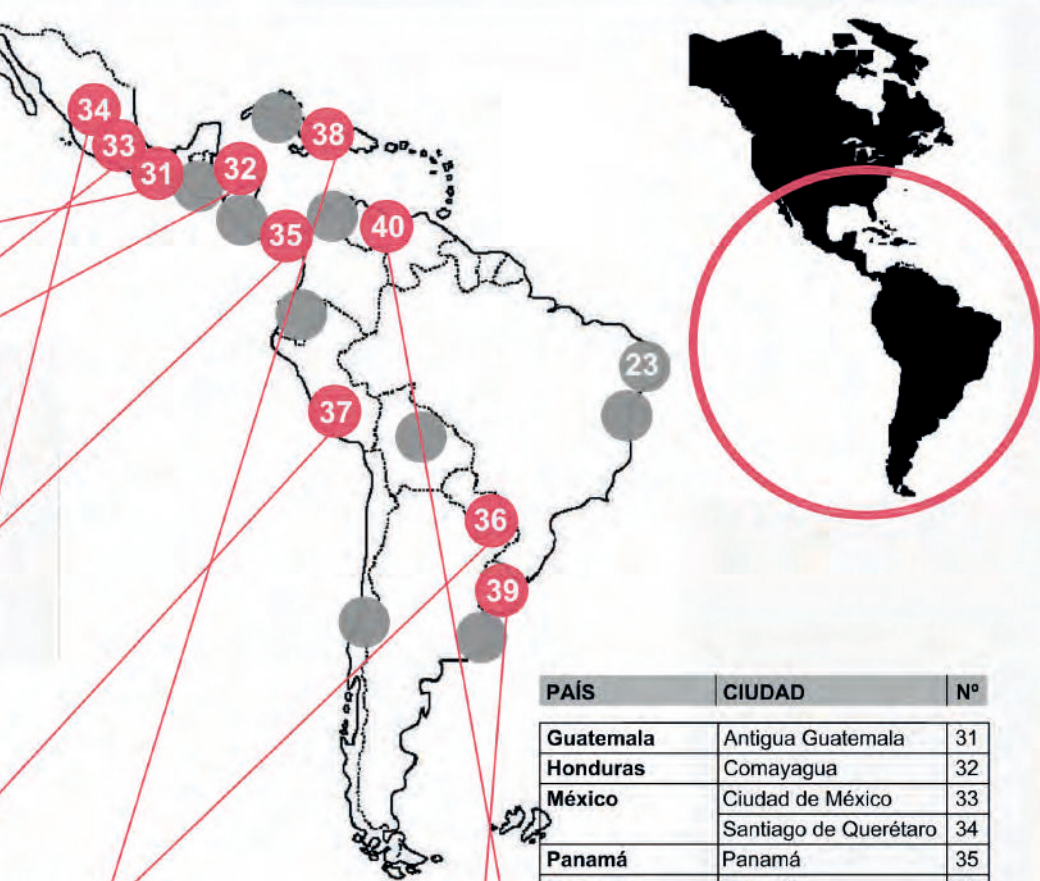 34
38
33
32
31
40
35
23
37
36
39
PAÍS CIUDAD Nº
Guatemala Antigua Guatemala 31
Honduras Comayagua 32
México Ciudad de México 33
Santiago de Querétaro 34
Panamá Panamá 35